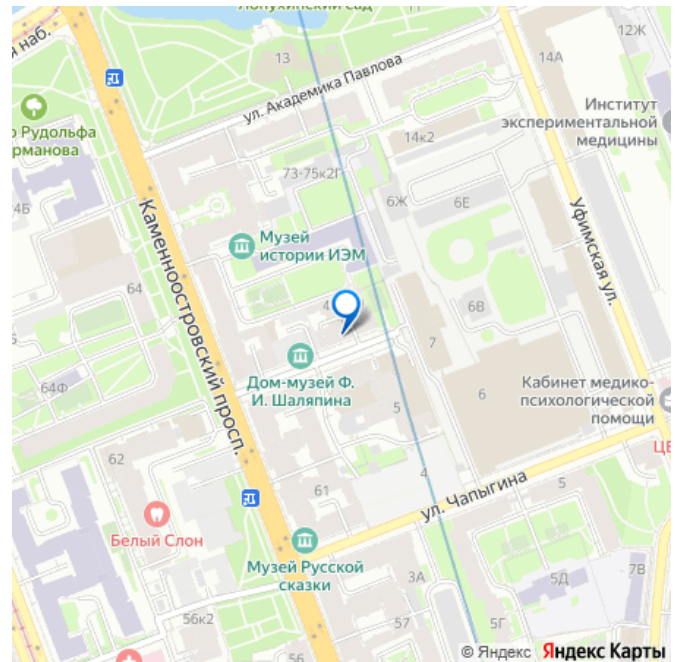 Лопухинский сад
я наб.
13
14А
12Ж
ул. Академика Павлова
Институт
экспериментальной
медицины
р Рудольфа
рманова
14к2
73-75к2Г
6Ж
6Е
4Б
Каменноостровский просп.
Музей
истории ИЭМ
Уфимская ул.
64
4
6В
7
Дом-музей Ф.
И. Шаляпина
64Ф
5
6
Кабинет медико-
психологической
помощи
62
61
4
ул. Чапыгина
5
ЦЕ
Белый Слон
Музей Русской
сказки
3А
5Д
7В
56к2
57
5Г
56
© Яндекс Яндекс Карты